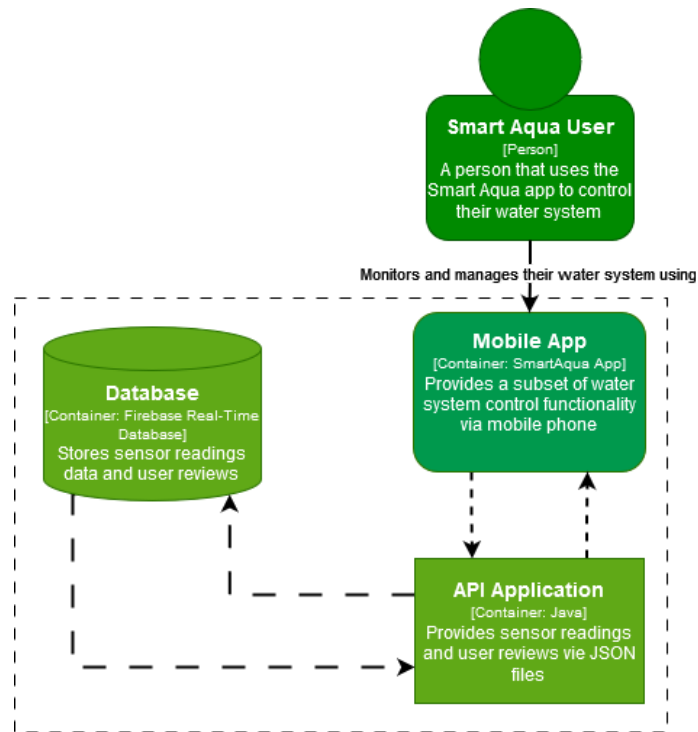 Smart Aqua User
[Person]
A person that uses the
Smart Aqua app to control
their water system
Monitors and manages their water system using
Mobile App
[Container: SmartAqua App]
Provides a subset of water
system control functionality
via mobile phone
Database
[Container: Firebase Real-Time
Database]
Stores sensor readings
data and user reviews
API Application
[Container: Java]
Provides sensor readings
and user reviews via JSON
files